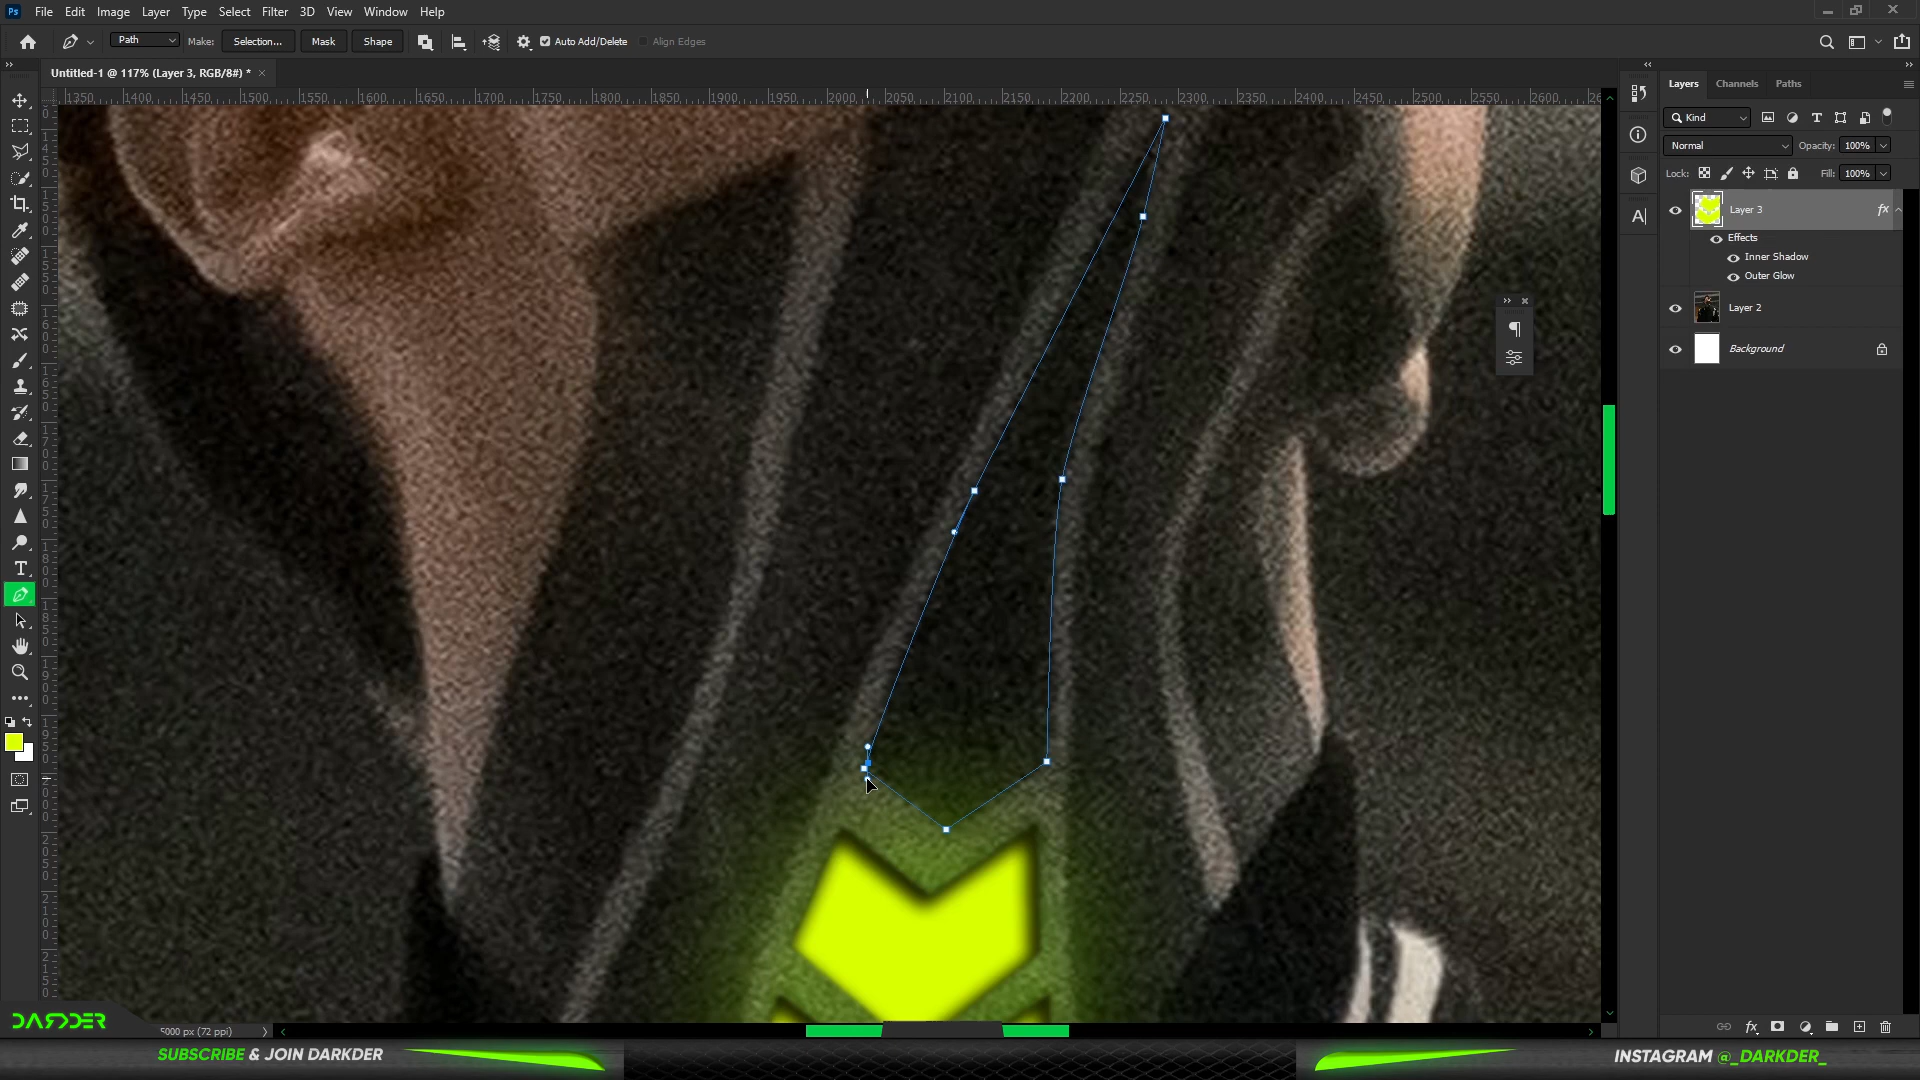 Ps File Edit Image Layer Type Select Filter 3D View Window Help
Path Make: Selection... Mask Shape Auto Add/Delete Align Edges
Untitled-1 @ 117% (Layer 3, RGB/8#) *
1350 1400 1450 1500 1550 1600 1650 1700 1750 1800 1850 1900 1950 2000 2050 2100 2150 2200 2250 2300 2350 2400 2450 2500 2550 2600
Layers Channels Paths
Kind
Normal Opacity: 100%
Lock: Fill: 100%
Layer 3 fx
Effects
Inner Shadow
Outer Glow
Layer 2
Background
DARKDER
5000 px (72 ppi)
SUBSCRIBE & JOIN DARKDER
INSTAGRAM @_DARKDER_